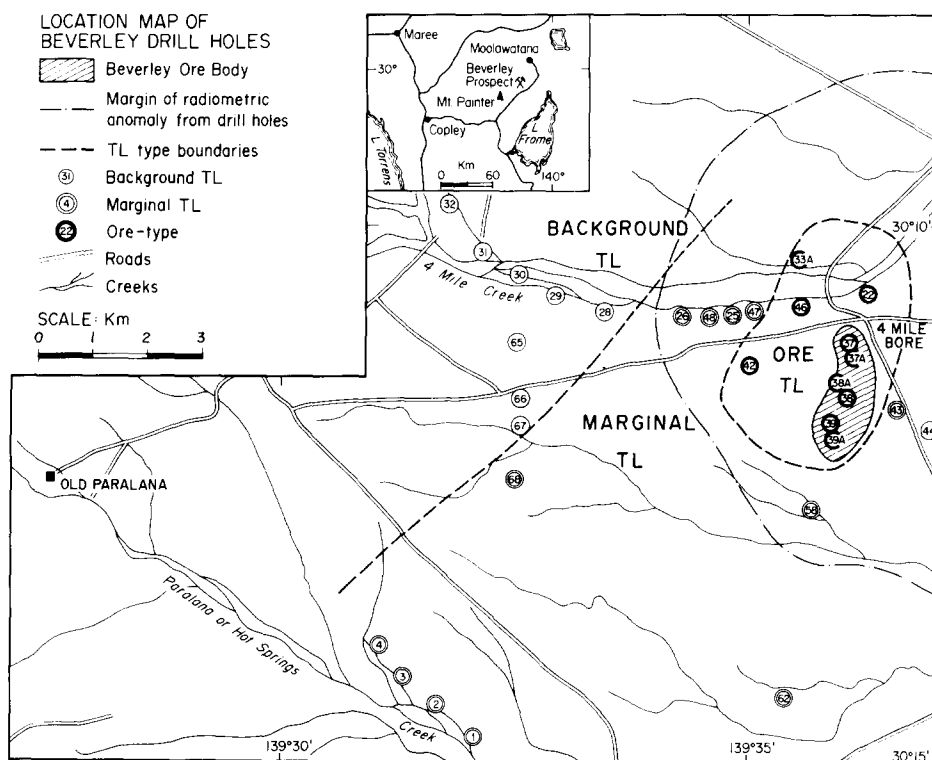 LOCATION MAP OF
BEVERLEY DRILL HOLES
Beverley Ore Body
Margin of radiometric
anomaly from drill holes
TL type boundaries
31 Background TL
4 Marginal TL
22 Ore-type
Roads
Creeks
SCALE: Km
0 1 2 3
Maree
Moolawatana
30°
Beverley
Prospect
Mt. Painter
Copley
L Torrens
L Frome
Km
0 60
140°
32
BACKGROUND
TL
30°10'
31
30
4 Mile Creek
29
28
26
48
25
47
46
33A
22
65
4 MILE
BORE
ORE
TL
42
37
37A
38A
38
39
39A
43
44
66
67
MARGINAL
TL
68
58
OLD PARALANA
Paralana or Hot Springs
Creek
4
3
2
1
62
139°30'
139°35'
30°15'